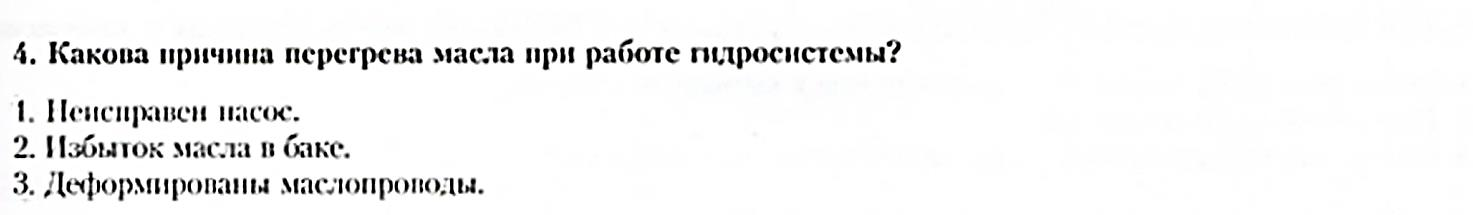 4. Какова причина перегрева масла при работе гидросистемы?
1. Неисправен насос.
2. Избыток масла в баке.
3. Деформированы маслопроводы.